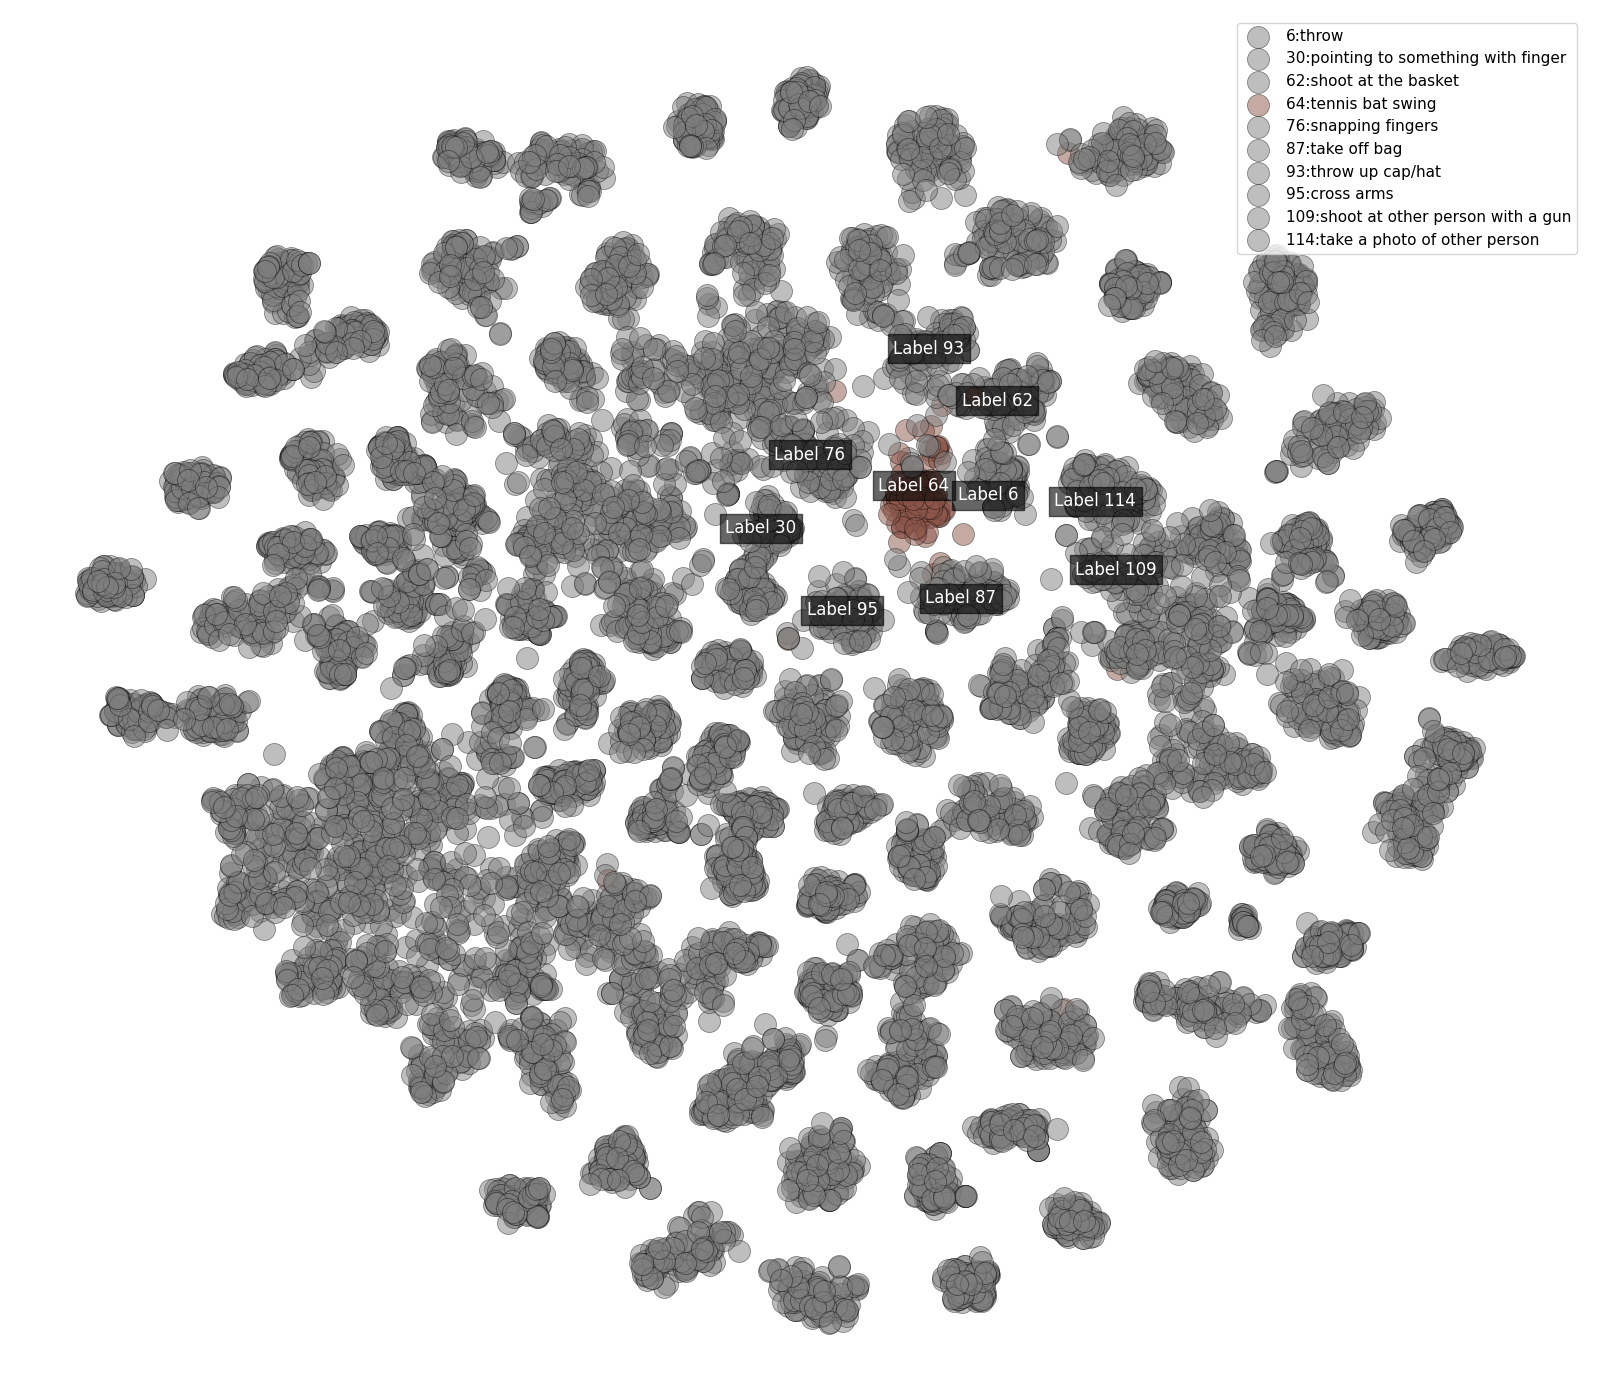 6:throw
30:pointing to something with finger
62:shoot at the basket
64:tennis bat swing
76:snapping fingers
87:take off bag
93:throw up cap/hat
95:cross arms
109:shoot at other person with a gun
114:take a photo of other person
Label 93
Label 62
Label 76
Label 64
Label 6
Label 114
Label 30
Label 109
Label 87
Label 95